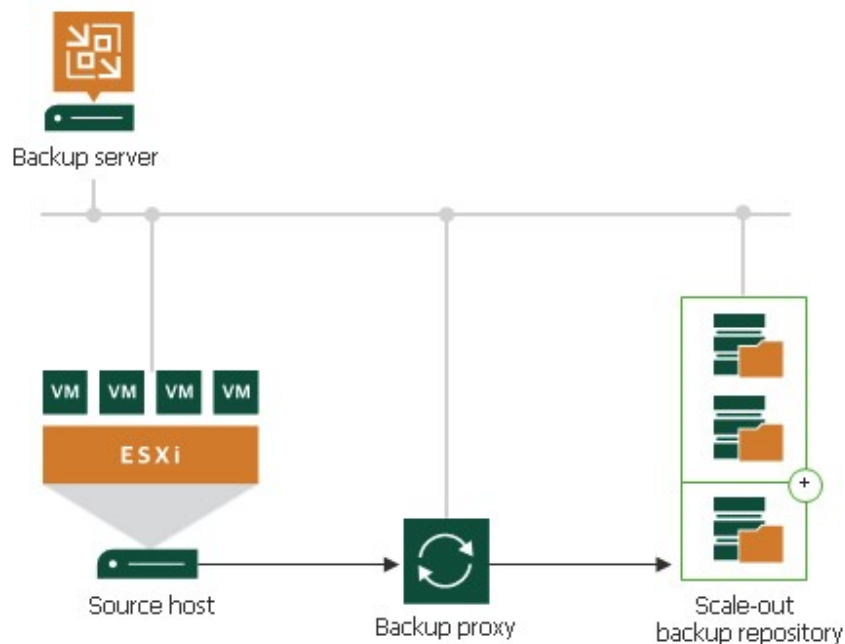 Backup server
VM VM VM VM
ESXi
+
Source host
Backup proxy
Scale-out
backup repository